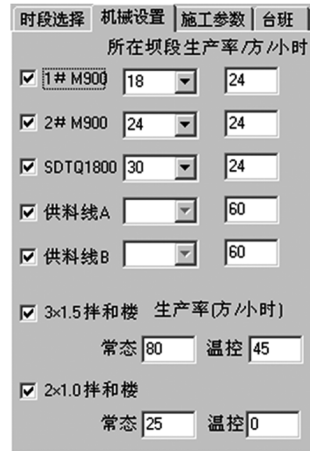 时段选择 机械设置 施工参数 台班
所在坝段生产率/方/小时
1# M900 18 24
2# M900 24 24
SDTQ1800 30 24
供料线A 60
供料线B 60
3×1.5拌和楼 生产率(方/小时)
常态 80 温控 45
2×1.0拌和楼
常态 25 温控 0